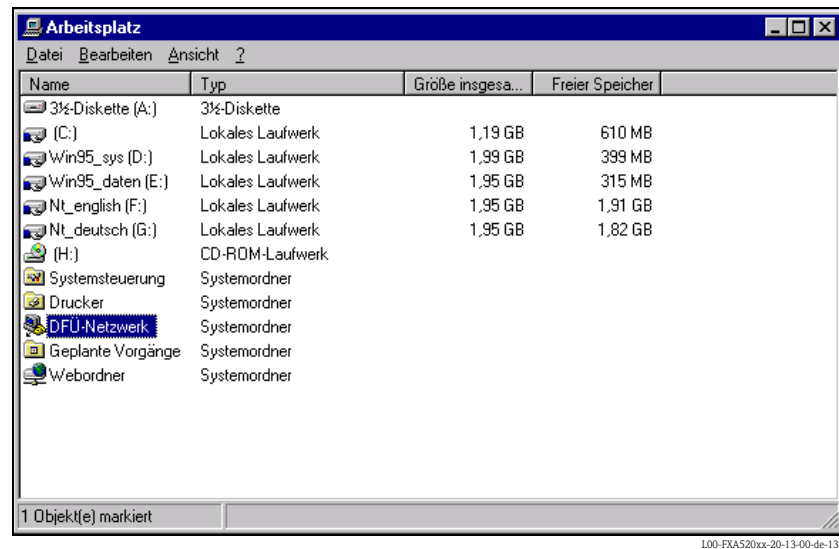 Arbeitsplatz
Datei Bearbeiten Ansicht ?
Name Typ Größe insgesa... Freier Speicher
3½-Diskette (A:) 3½-Diskette
(C:) Lokales Laufwerk 1,19 GB 610 MB
Win95_sys (D:) Lokales Laufwerk 1,99 GB 399 MB
Win95_daten (E:) Lokales Laufwerk 1,95 GB 315 MB
Nt_english (F:) Lokales Laufwerk 1,95 GB 1,91 GB
Nt_deutsch (G:) Lokales Laufwerk 1,95 GB 1,82 GB
(H:) CD-ROM-Laufwerk
Systemsteuerung Systemordner
Drucker Systemordner
DFÜ-Netzwerk Systemordner
Geplante Vorgänge Systemordner
Webordner Systemordner
1 Objekt(e) markiert
L00-FXA520xx-20-13-00-de-13